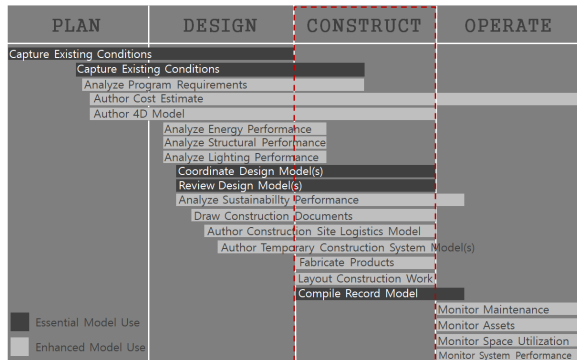 PLAN DESIGN CONSTRUCT OPERATE
Capture Existing Conditions
Capture Existing Conditions
Analyze Program Requirements
Author Cost Estimate
Author 4D Model
Analyze Energy Performance
Analyze Structural Performance
Analyze Lighting Performance
Coordinate Design Model(s)
Review Design Model(s)
Analyze Sustainability Performance
Draw Construction Documents
Author Construction Site Logistics Model
Author Temporary Construction System Model(s)
Fabricate Products
Layout Construction Work
Compile Record Model
Monitor Maintenance
Monitor Assets
Monitor Space Utilization
Monitor System Performance
Essential Model Use
Enhanced Model Use